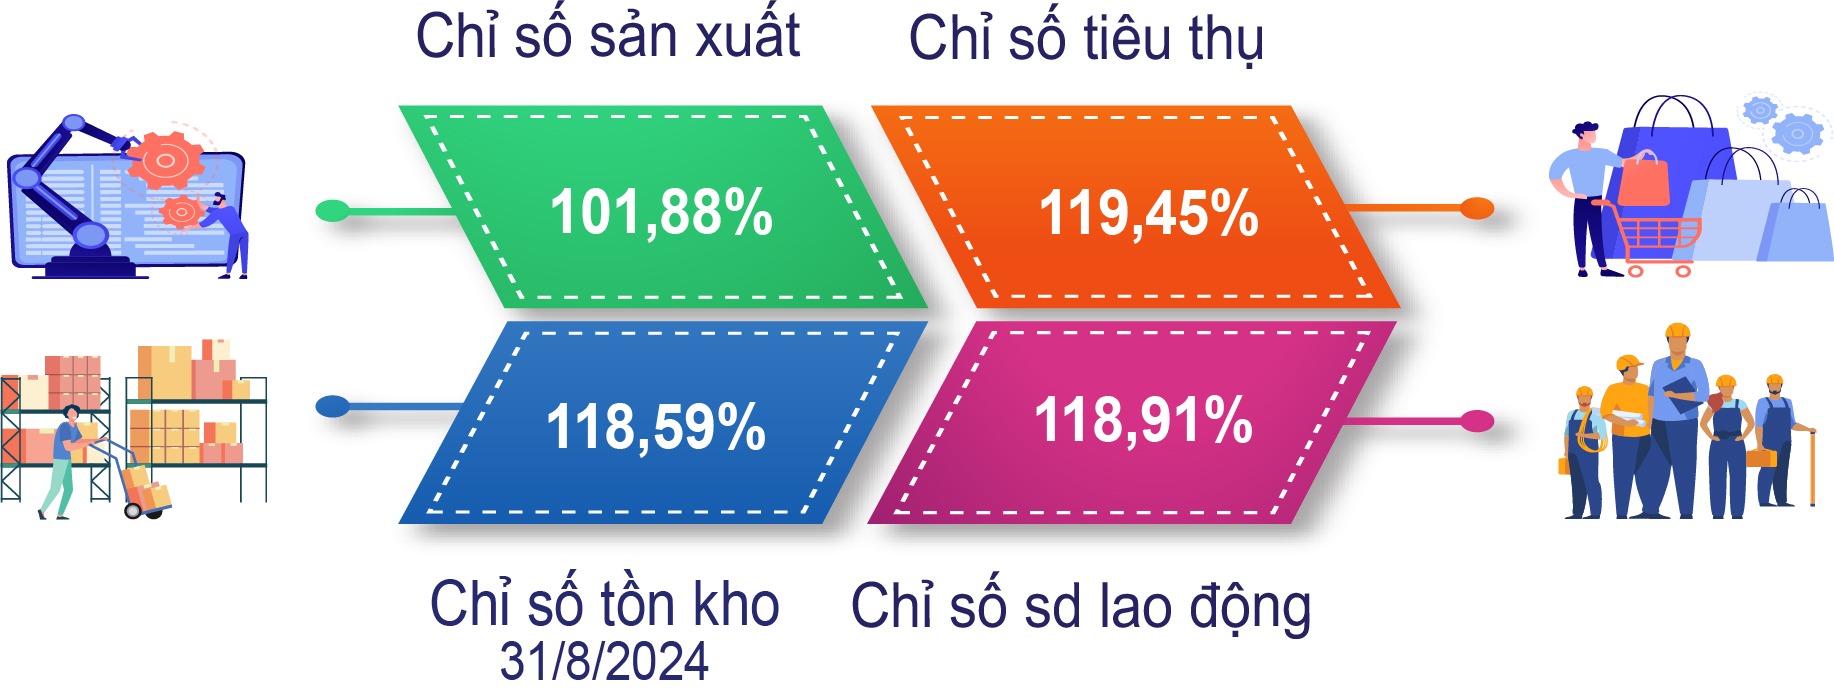 Chỉ số sản xuất
Chỉ số tiêu thụ
101,88%
119,45%
118,59%
118,91%
Chỉ số tồn kho
31/8/2024
Chỉ số sd lao động